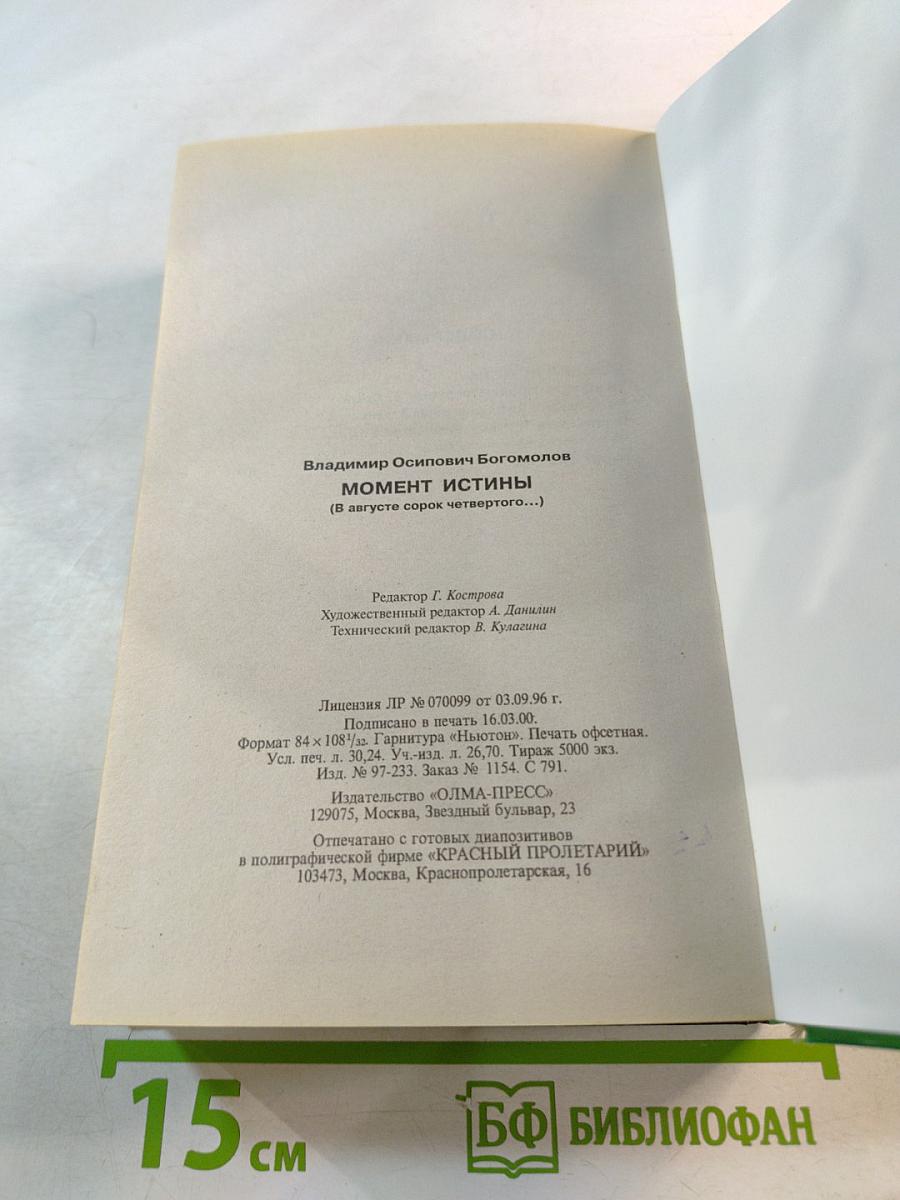 Владимир Осипович Богомолов
МОМЕНТ ИСТИНЫ
(В августе сорок четвертого...)
Редактор Г. Кострова
Художественный редактор А. Данилин
Технический редактор В. Кулагина
Лицензия ЛР № 070099 от 03.09.96 г.
Подписано в печать 16.03.00.
Формат 84 × 108 1/32. Гарнитура «Ньютон». Печать офсетная.
Усл. печ. л. 30,24. Уч.-изд. л. 26,70. Тираж 5000 экз.
Изд. № 97-233. Заказ № 1154. С 791.
Издательство «ОЛМА-ПРЕСС»
129075, Москва, Звездный бульвар, 23
Отпечатано с готовых диапозитивов
в полиграфической фирме «КРАСНЫЙ ПРОЛЕТАРИЙ»
103473, Москва, Краснопролетарская, 16
15 см
БФ БИБЛИОФАН